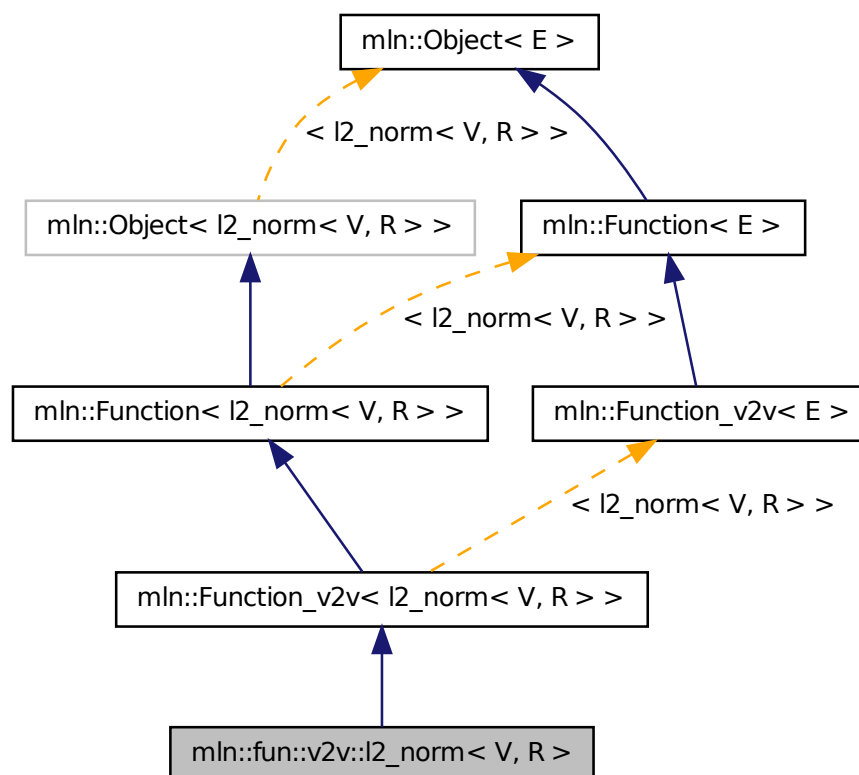 mln::Object< E >
< l2_norm< V, R > >
mln::Object< l2_norm< V, R > >
mln::Function< E >
< l2_norm< V, R > >
mln::Function< l2_norm< V, R > >
mln::Function_v2v< E >
< l2_norm< V, R > >
mln::Function_v2v< l2_norm< V, R > >
mln::fun::v2v::l2_norm< V, R >